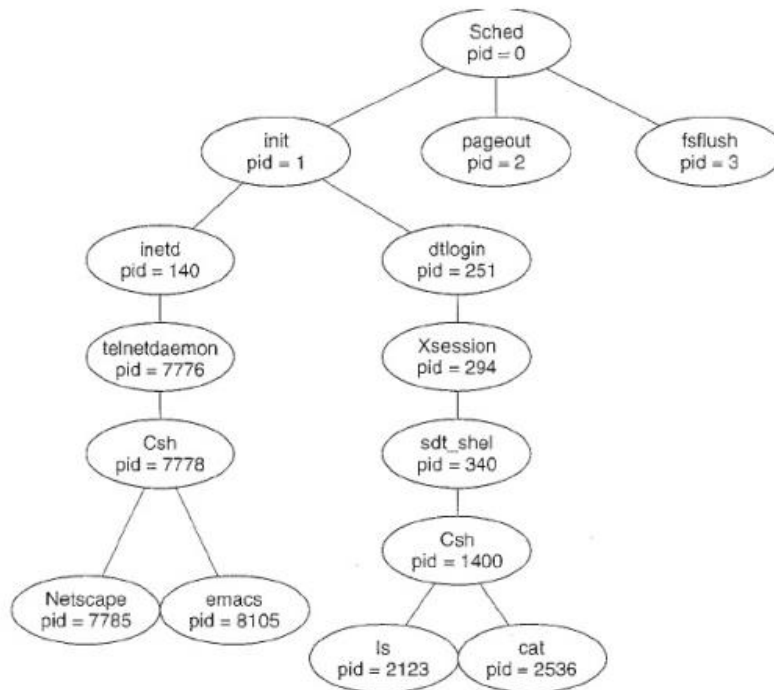 Sched
pid = 0
init
pid = 1
pageout
pid = 2
fsflush
pid = 3
inetd
pid = 140
dtlogin
pid = 251
telnetdaemon
pid = 7776
Xsession
pid = 294
Csh
pid = 7778
sdt_shel
pid = 340
Csh
pid = 1400
Netscape
pid = 7785
emacs
pid = 8105
ls
pid = 2123
cat
pid = 2536